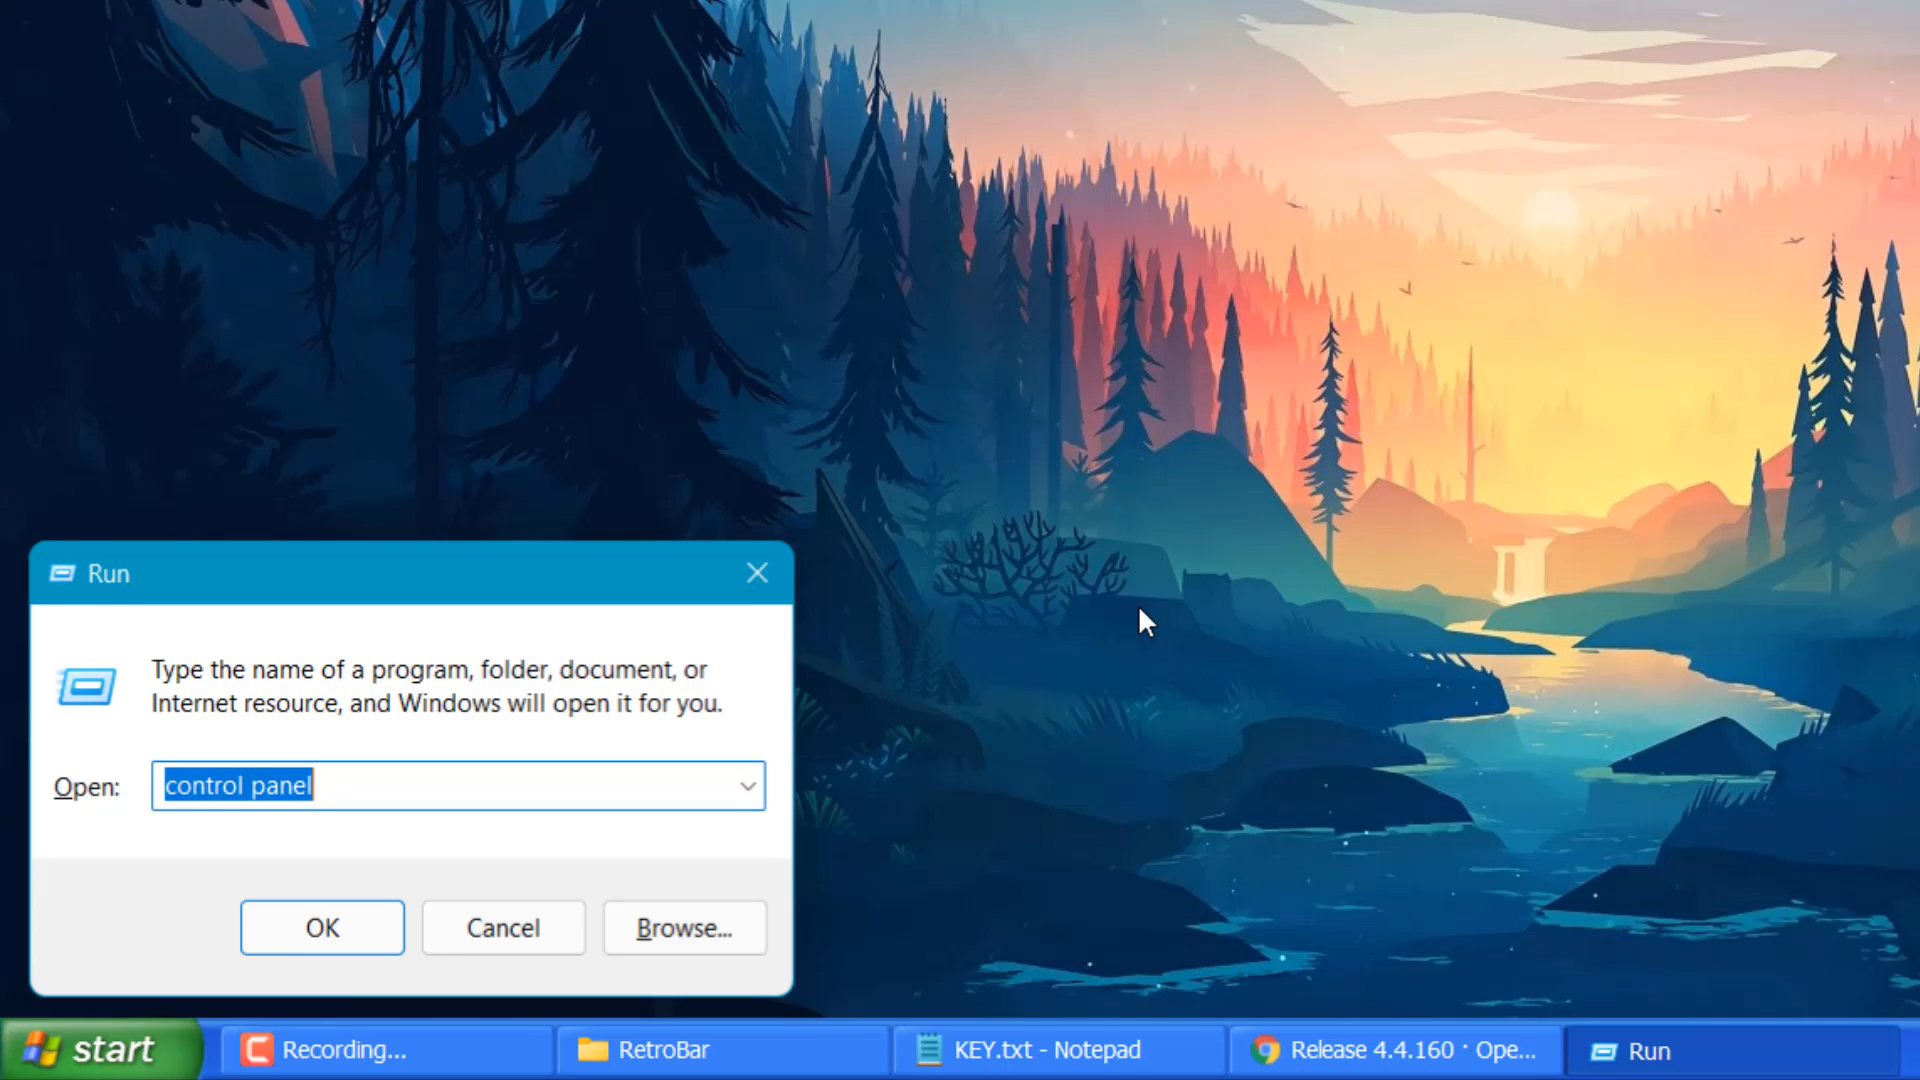 Run
Type the name of a program, folder, document, or
Internet resource, and Windows will open it for you.
Open: control panel
OK Cancel Browse...
start Recording... RetroBar KEY.txt - Notepad Release 4.4.160 · Ope... Run